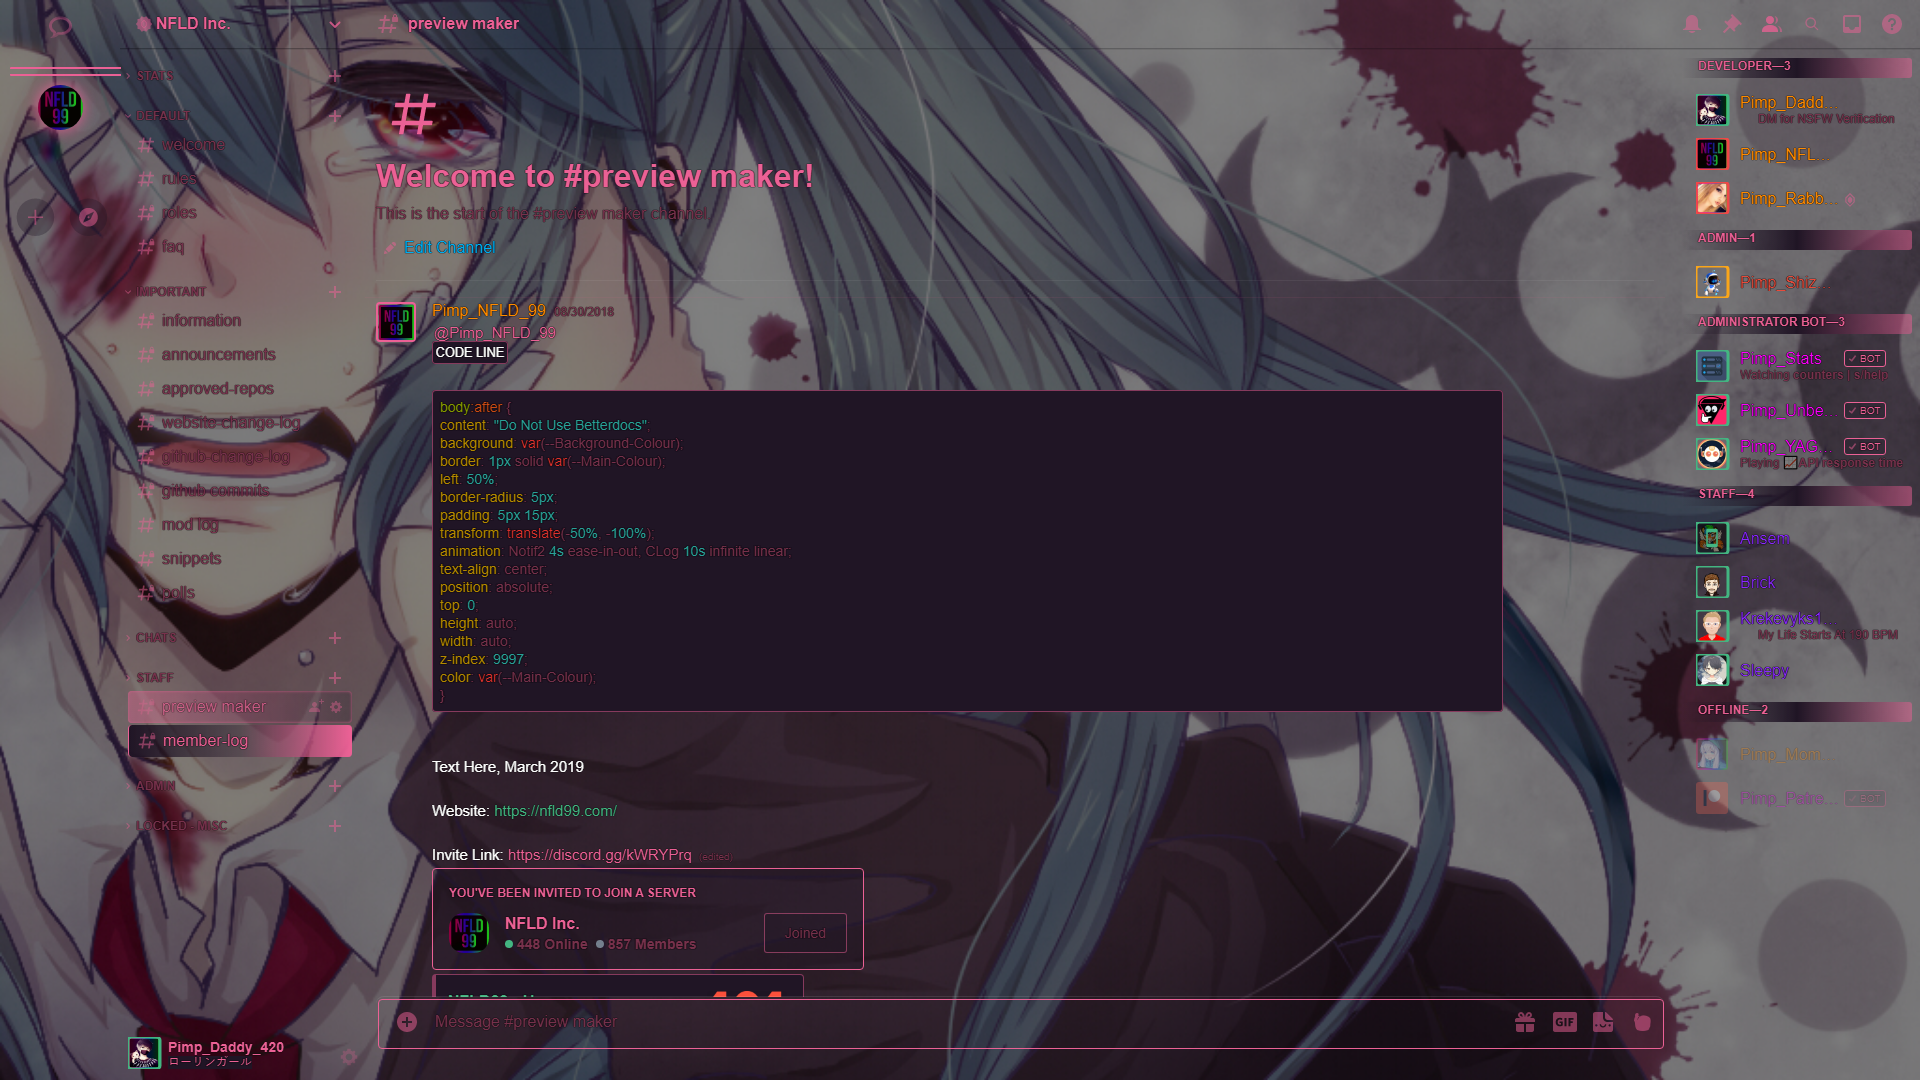 NFLD Inc.
preview maker
STATS
DEFAULT
welcome
rules
roles
faq
IMPORTANT
information
announcements
approved-repos
website-change-log
github-change-log
github-commits
mod log
snippets
polls
CHATS
STAFF
preview maker
member-log
ADMIN
LOCKED - MISC
NFLD
99
Pimp_Daddy_420
ローリンガール
#
Welcome to #preview maker!
This is the start of the #preview maker channel.
Edit Channel
Pimp_NFLD_99 08/30/2018
@Pimp_NFLD_99
CODE LINE
body:after {
content: "Do Not Use Betterdocs";
background: var(--Background-Colour);
border: 1px solid var(--Main-Colour);
left: 50%;
border-radius: 5px;
padding: 5px 15px;
transform: translate(-50%, -100%);
animation: Notif2 4s ease-in-out, CLog 10s infinite linear;
text-align: center;
position: absolute;
top: 0;
height: auto;
width: auto;
z-index: 9997;
color: var(--Main-Colour);
}
Text Here, March 2019
Website: https://nfld99.com/
Invite Link: https://discord.gg/kWRYPrq (edited)
YOU'VE BEEN INVITED TO JOIN A SERVER
NFLD Inc.
448 Online 857 Members
Joined
Message #preview maker
GIF
DEVELOPER—3
Pimp_Dadd...
DM for NSFW Verification
Pimp_NFL...
Pimp_Rabb...
ADMIN—1
Pimp_Shiz...
ADMINISTRATOR BOT—3
Pimp_Stats BOT
Watching counters | s.help
Pimp_Unbe... BOT
Pimp_YAG... BOT
Playing API response time
STAFF—4
Ansem
Brick
Krekevyks1...
My Life Starts At 190 BPM
Sleepy
OFFLINE—2
Pimp_Mom...
Pimp_Patre... BOT